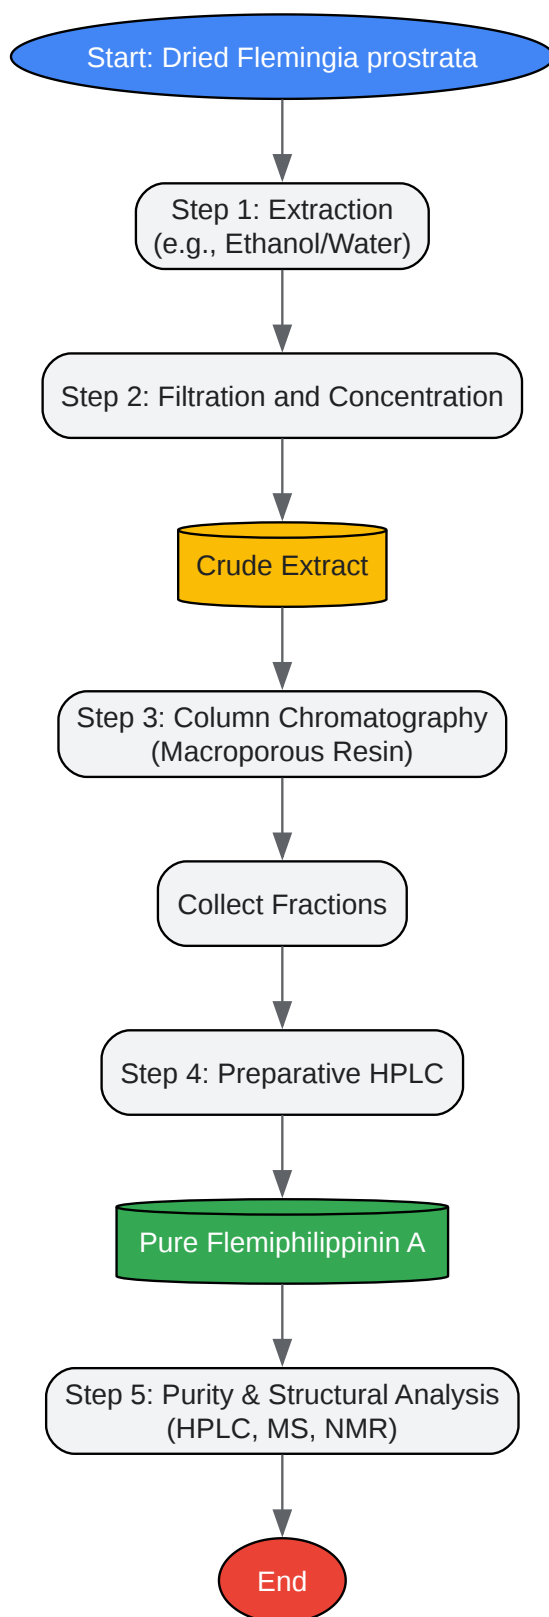 Start: Dried Flemingia prostrata
Step 1: Extraction
(e.g., Ethanol/Water)
Step 2: Filtration and Concentration
Crude Extract
Step 3: Column Chromatography
(Macroporous Resin)
Collect Fractions
Step 4: Preparative HPLC
Pure Flemiphilippinin A
Step 5: Purity & Structural Analysis
(HPLC, MS, NMR)
End